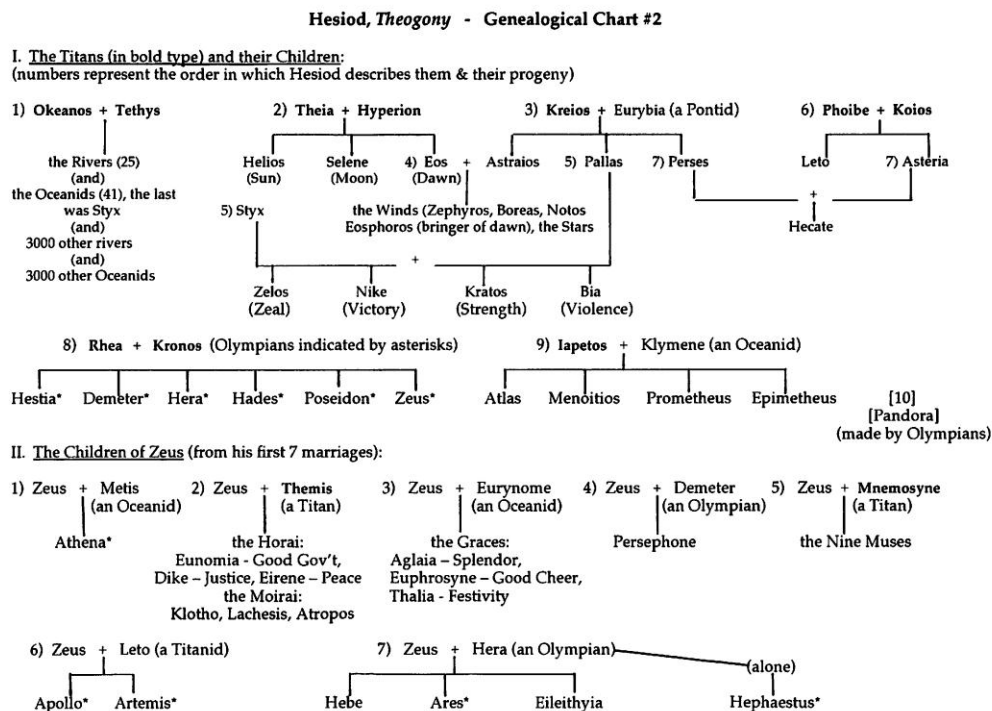 Hesiod, Theogony - Genealogical Chart #2
I. The Titans (in bold type) and their Children:
(numbers represent the order in which Hesiod describes them & their progeny)
1) Okeanos + Tethys
the Rivers (25)
(and)
the Oceanids (41), the last
was Styx
(and)
3000 other rivers
(and)
3000 other Oceanids
2) Theia + Hyperion
Helios
(Sun)
Selene
(Moon)
4) Eos +
(Dawn)
3) Kreios + Eurybia (a Pontid)
Astraios
5) Pallas
7) Perses
6) Phoibe + Koios
Leto
7) Asteria
+
Hecate
the Winds (Zephyros, Boreas, Notos
Eosphoros (bringer of dawn), the Stars
5) Styx
+
Zelos
(Zeal)
Nike
(Victory)
Kratos
(Strength)
Bia
(Violence)
8) Rhea + Kronos (Olympians indicated by asterisks)
Hestia* Demeter* Hera* Hades* Poseidon* Zeus*
9) Iapetos + Klymene (an Oceanid)
Atlas Menoitios Prometheus Epimetheus
[10]
[Pandora]
(made by Olympians)
II. The Children of Zeus (from his first 7 marriages):
1) Zeus + Metis
(an Oceanid)
Athena*
2) Zeus + Themis
(a Titan)
the Horai:
Eunomia - Good Gov't,
Dike – Justice, Eirene – Peace
the Moirai:
Klotho, Lachesis, Atropos
3) Zeus + Eurynome
(an Oceanid)
the Graces:
Aglaia – Splendor,
Euphrosyne – Good Cheer,
Thalia - Festivity
4) Zeus + Demeter
(an Olympian)
Persephone
5) Zeus + Mnemosyne
(a Titan)
the Nine Muses
6) Zeus + Leto (a Titanid)
Apollo* Artemis*
7) Zeus + Hera (an Olympian)
(alone)
Hebe Ares* Eileithyia Hephaestus*